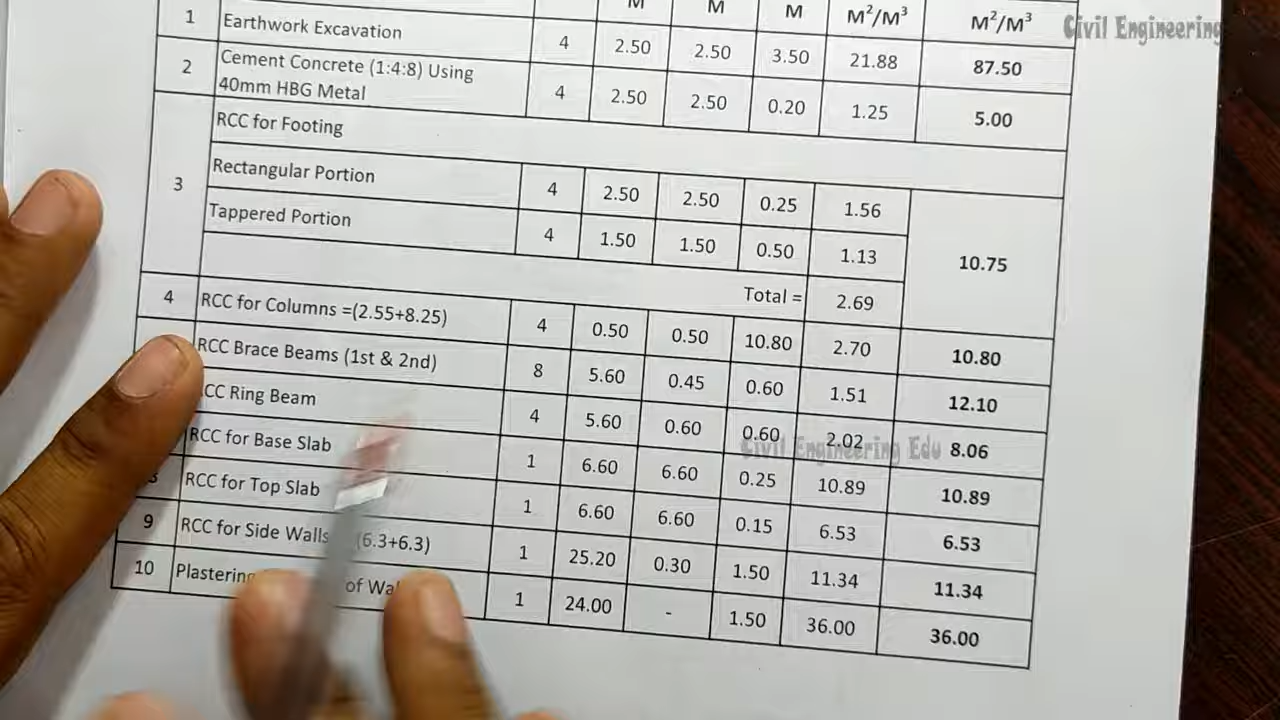 M M M M²/M³ M²/M³
Civil Engineering
1 Earthwork Excavation 4 2.50 2.50 3.50 21.88 87.50
2 Cement Concrete (1:4:8) Using
40mm HBG Metal 4 2.50 2.50 0.20 1.25 5.00
3 RCC for Footing
Rectangular Portion 4 2.50 2.50 0.25 1.56
Tappered Portion 4 1.50 1.50 0.50 1.13 10.75
Total = 2.69
4 RCC for Columns =(2.55+8.25) 4 0.50 0.50 10.80 2.70 10.80
RCC Brace Beams (1st & 2nd) 8 5.60 0.45 0.60 1.51 12.10
CC Ring Beam 4 5.60 0.60 0.60 2.02 8.06
Civil Engineering Edu
RCC for Base Slab 1 6.60 6.60 0.25 10.89 10.89
RCC for Top Slab 1 6.60 6.60 0.15 6.53 6.53
9 RCC for Side Walls (6.3+6.3) 1 25.20 0.30 1.50 11.34 11.34
10 Plastering of 1 24.00 - 1.50 36.00 36.00